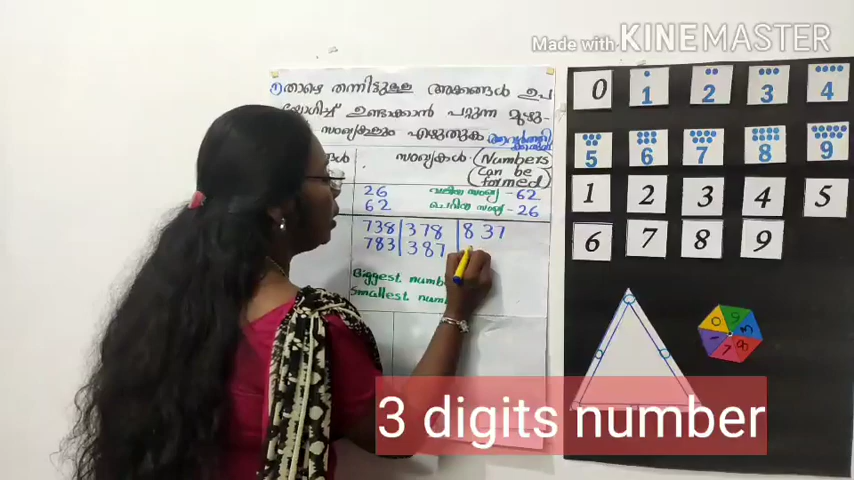 Made with KINEMASTER
① താഴെ തന്നിട്ടുള്ള അക്കങ്ങൾ ഉപ
യോഗിച്ച് ഉണ്ടാക്കാൻ പറ്റുന്ന മുഴു-
സംഖ്യകളും എഴുതുക
സംഖ്യകൾ (Numbers
can be
formed)
26 വലിയ സംഖ്യ - 62
62 ചെറിയ സംഖ്യ - 26
738 378 837
783 387
Biggest
Smallest
0 1 2 3 4
5 6 7 8 9
1 2 3 4 5
6 7 8 9
3 digits number